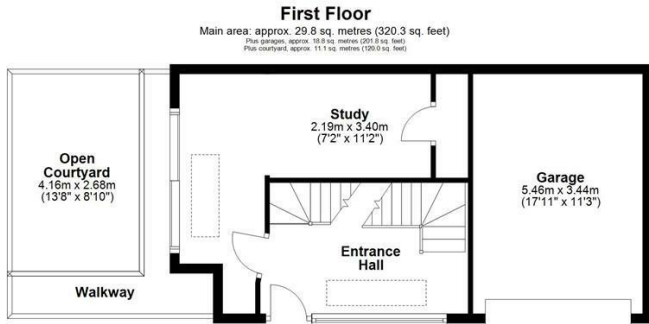 First Floor
Main area: approx. 29.8 sq. metres (320.3 sq. feet)
Plus garages, approx. 18.8 sq. metres (201.8 sq. feet)
Plus courtyard, approx. 11.1 sq. metres (120.0 sq. feet)
Study
2.19m x 3.40m
(7'2" x 11'2")
Open
Courtyard
4.16m x 2.68m
(13'8" x 8'10")
Garage
5.46m x 3.44m
(17'11" x 11'3")
Entrance
Hall
Walkway